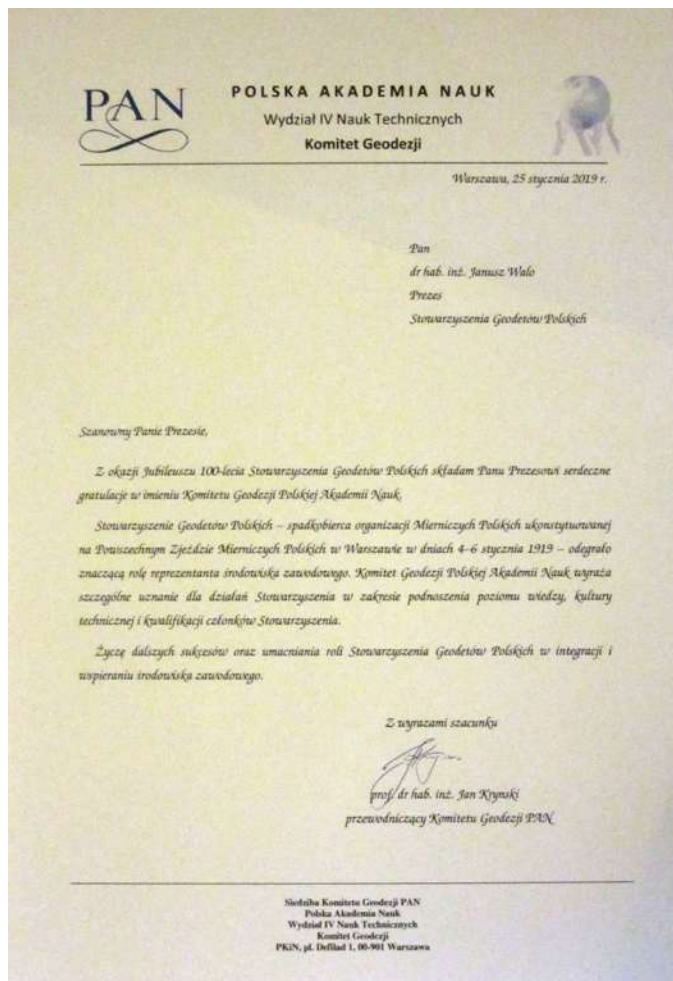 PAN
POLSKA AKADEMIA NAUK
Wydział IV Nauk Technicznych
Komitet Geodezji
Warszawa, 25 stycznia 2019 r.
Pan
dr hab. inż. Janusz Walo
Prezes
Stowarzyszenia Geodetów Polskich
Szanowny Panie Prezesie,
Z okazji Jubileuszu 100-lecia Stowarzyszenia Geodetów Polskich składam Panu Prezesowi serdeczne
gratulacje w imieniu Komitetu Geodezji Polskiej Akademii Nauk.
Stowarzyszenie Geodetów Polskich – spadkobierca organizacji Mierniczych Polskich ukonstytuowanej
na Powszechnym Zjeździe Mierniczych Polskich w Warszawie w dniach 4–6 stycznia 1919 – odegrało
znaczącą rolę reprezentanta środowiska zawodowego. Komitet Geodezji Polskiej Akademii Nauk wyraża
szczególne uznanie dla działań Stowarzyszenia w zakresie podnoszenia poziomu wiedzy, kultury
technicznej i kwalifikacji członków Stowarzyszenia.
Życzę dalszych sukcesów oraz umacniania roli Stowarzyszenia Geodetów Polskich w integracji i
wspieraniu środowiska zawodowego.
Z wyrazami szacunku
prof. dr hab. inż. Jan Krynski
przewodniczący Komitetu Geodezji PAN
Siedziba Komitetu Geodezji PAN
Polska Akademia Nauk
Wydział IV Nauk Technicznych
Komitet Geodezji
PKiN, pl. Defilad 1, 00-901 Warszawa